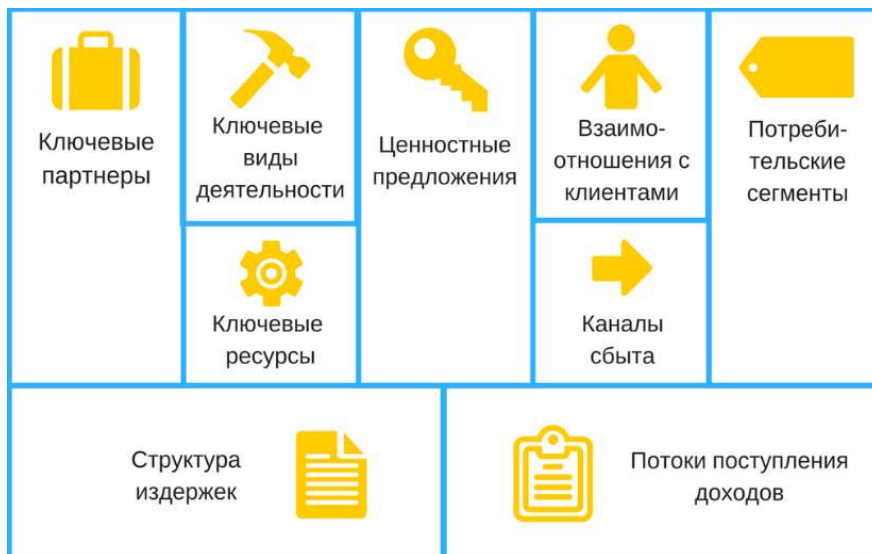 Ключевые
партнеры
Ключевые
виды
деятельности
Ключевые
ресурсы
Ценностные
предложения
Взаимо-
отношения с
клиентами
Каналы
сбыта
Потреби-
тельские
сегменты
Структура
издержек
Потоки поступления
доходов